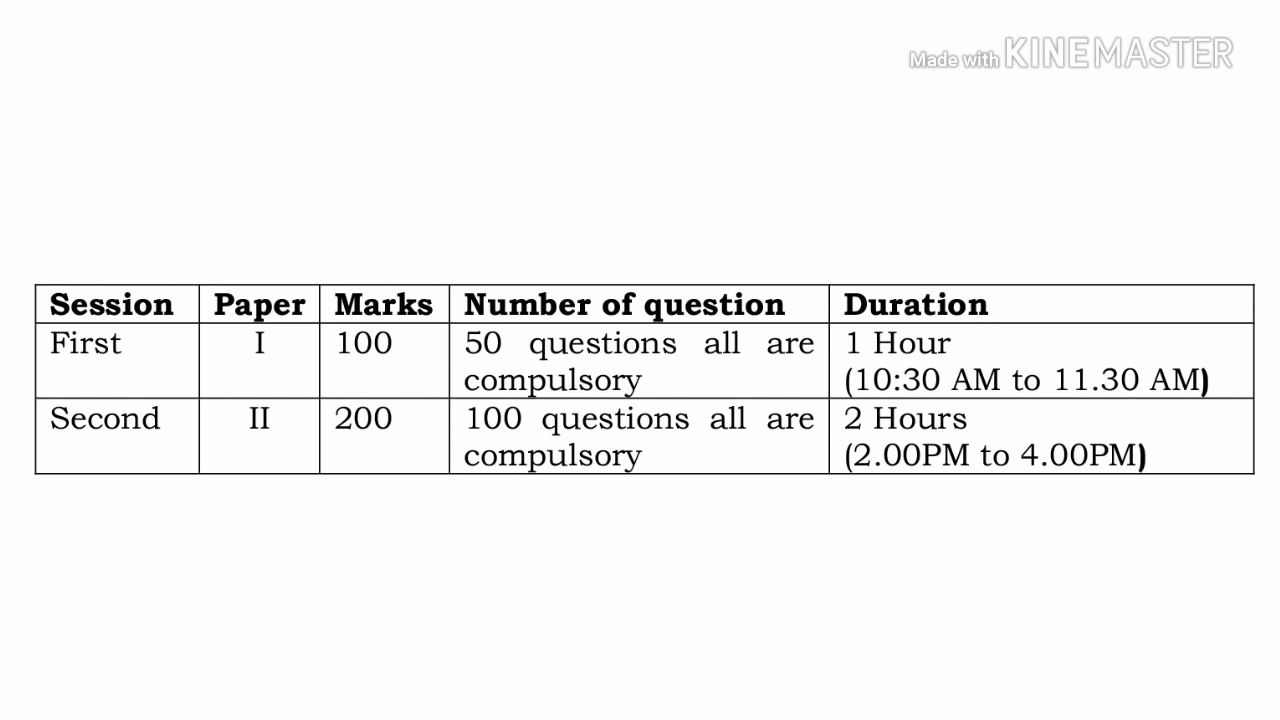 Made with KINEMASTER
Session Paper Marks Number of question Duration
First I 100 50 questions all are 1 Hour
compulsory (10:30 AM to 11.30 AM)
Second II 200 100 questions all are 2 Hours
compulsory (2.00PM to 4.00PM)